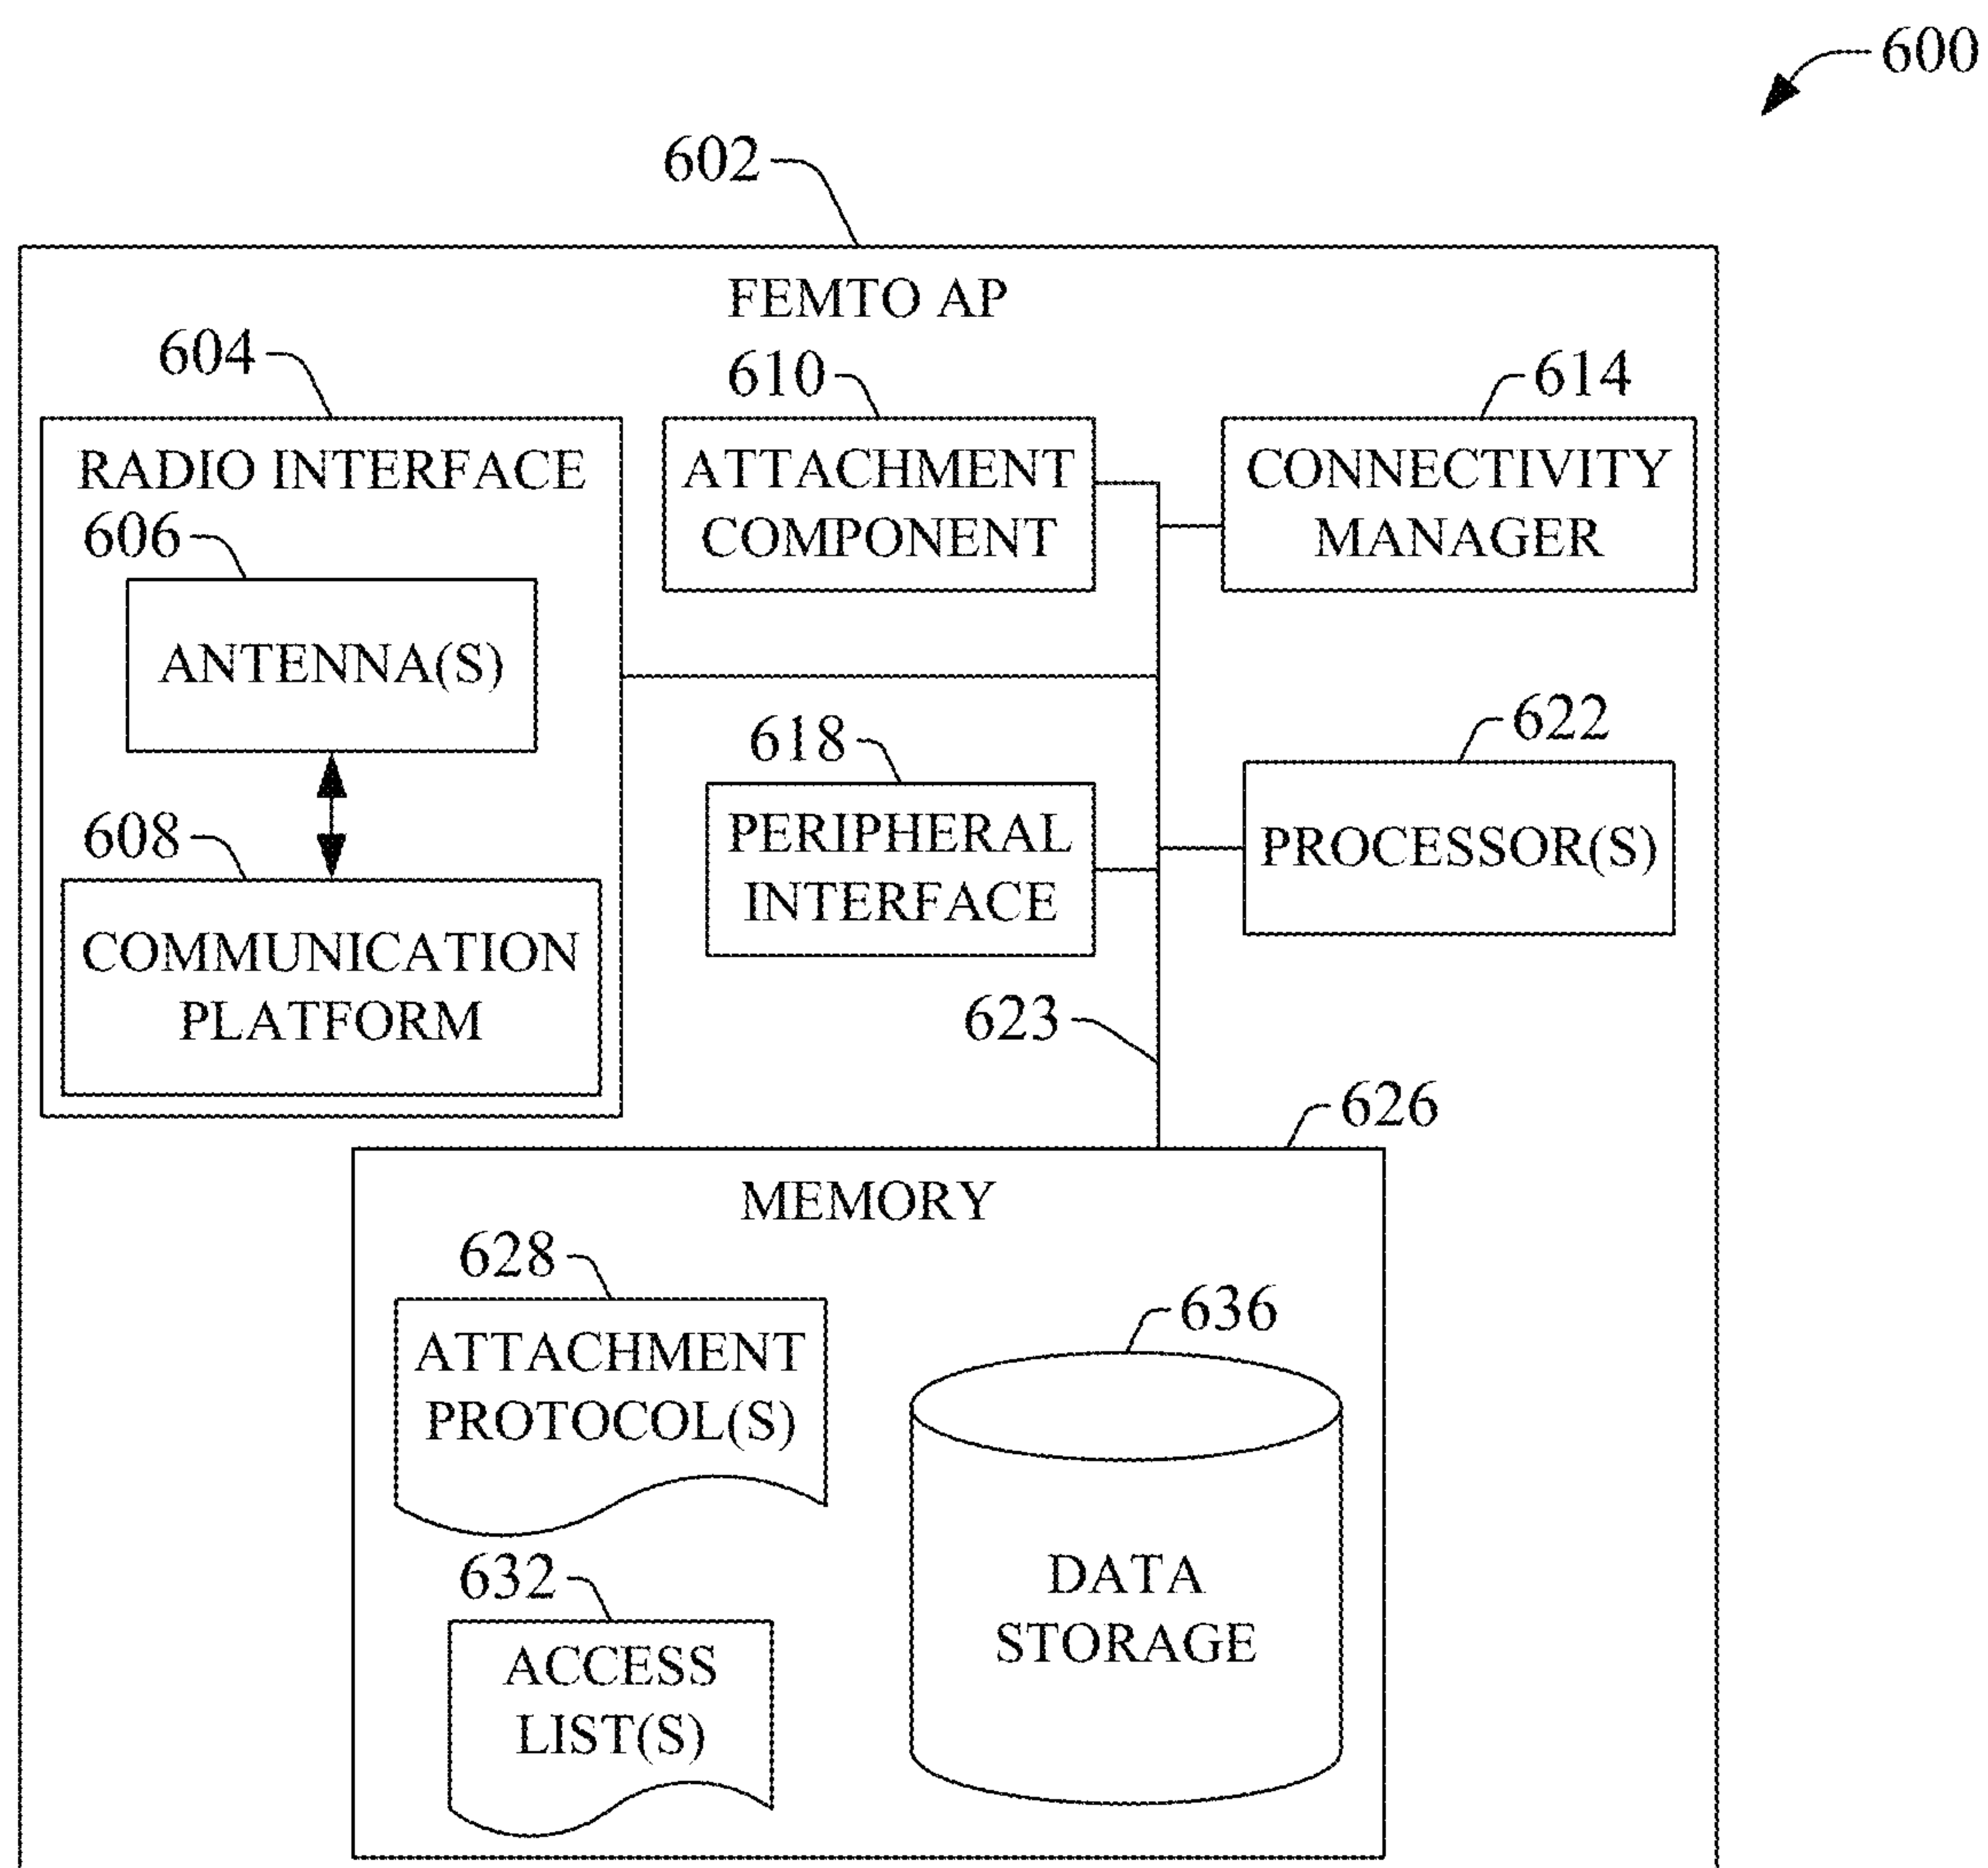 600
602
FEMTO AP
604
610
614
RADIO INTERFACE
ATTACHMENT
COMPONENT
CONNECTIVITY
MANAGER
606
ANTENNA(S)
618
622
608
PERIPHERAL
INTERFACE
PROCESSOR(S)
COMMUNICATION
PLATFORM
623
626
MEMORY
628
636
ATTACHMENT
PROTOCOL(S)
632
DATA
STORAGE
ACCESS
LIST(S)